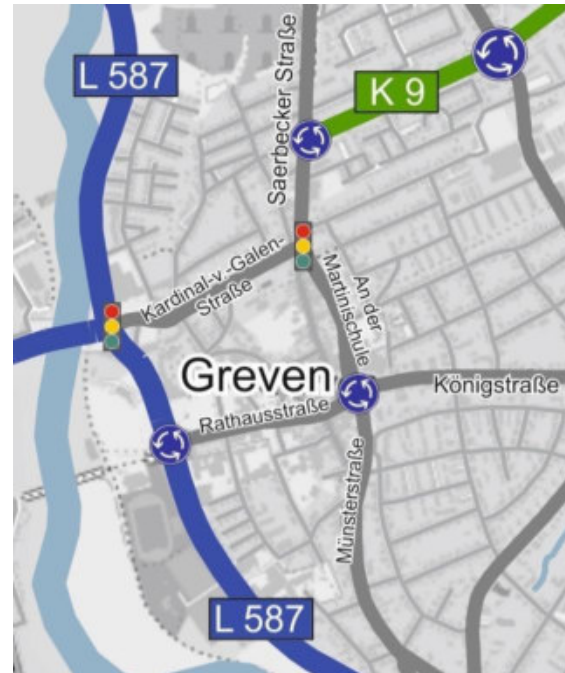 L 587
Saerbecker Straße
K 9
Kardinal-v.-Galen-
Straße
An der
Martinischule
Greven
Königstraße
Rathausstraße
Münsterstraße
L 587